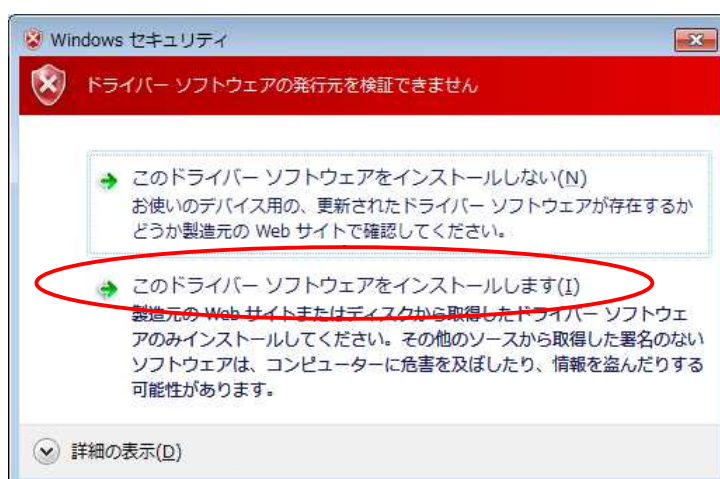 Windows セキュリティ
ドライバー ソフトウェアの発行元を検証できません
このドライバー ソフトウェアをインストールしない(N)
お使いのデバイス用の、更新されたドライバー ソフトウェアが存在するか
どうか製造元の Web サイトで確認してください。
このドライバー ソフトウェアをインストールします(I)
製造元の Web サイトまたはディスクから取得したドライバー ソフトウェ
アのみインストールしてください。その他のソースから取得した署名のない
ソフトウェアは、コンピューターに危害を及ぼしたり、情報を盗んだりする
可能性があります。
詳細の表示(D)